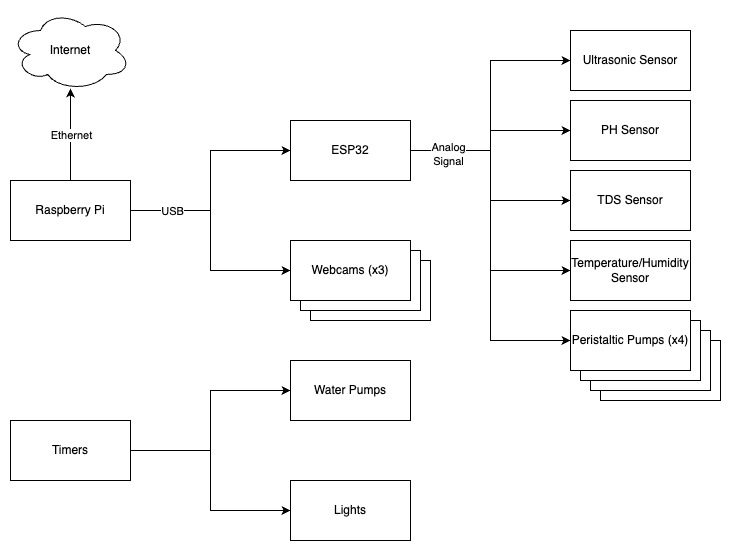 Internet
Ethernet
Raspberry Pi
USB
ESP32
Webcams (x3)
Analog
Signal
Ultrasonic Sensor
PH Sensor
TDS Sensor
Temperature/Humidity
Sensor
Peristaltic Pumps (x4)
Timers
Water Pumps
Lights